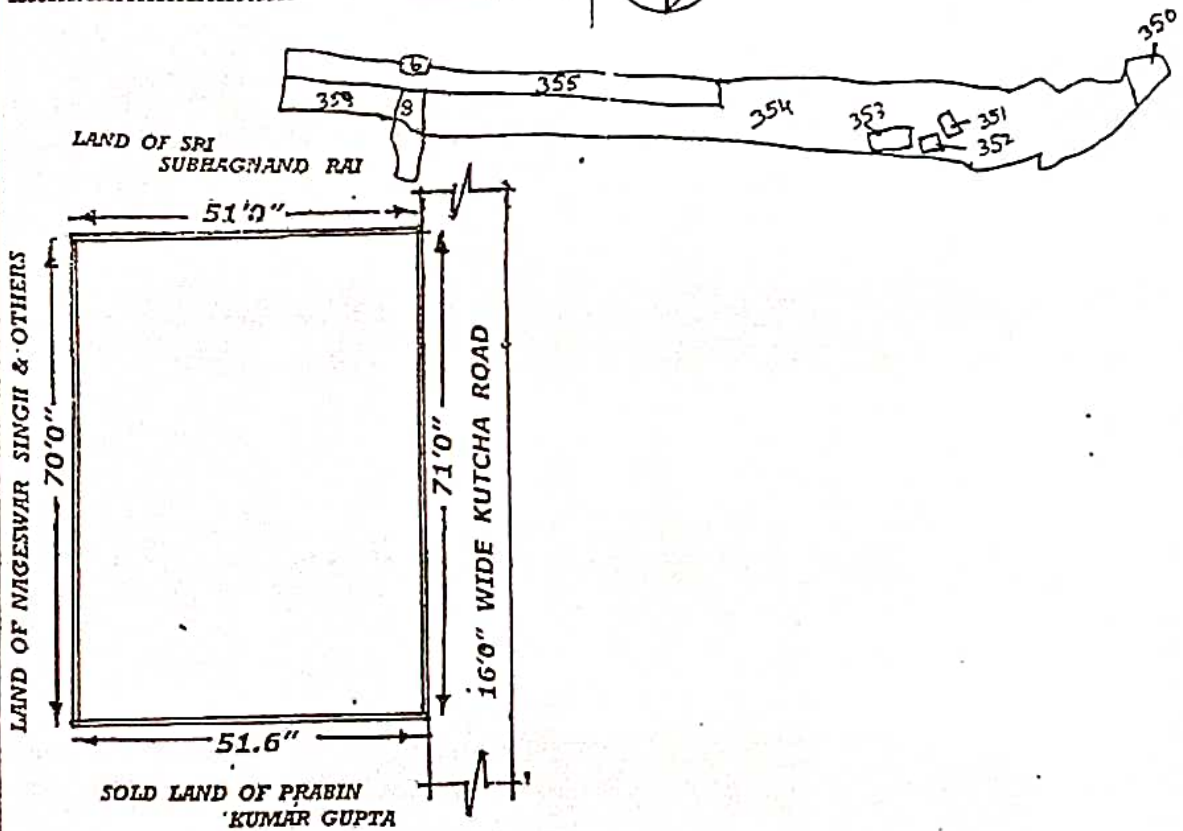 350
6
355
359
8
354
353
351
352
LAND OF SRI
SUBHAGNAND RAI
51'0"
LAND OF NAGESWAR SINGH & OTHERS
70'0"
71'0"
16'0" WIDE KUTCHA ROAD
51.6"
SOLD LAND OF PRABIN
KUMAR GUPTA